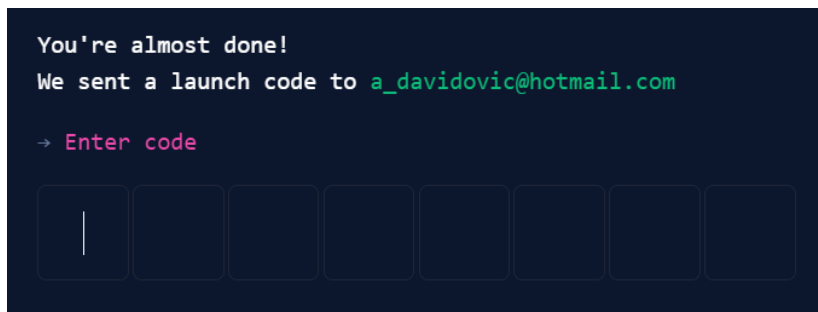 You're almost done!
We sent a launch code to a_davidovic@hotmail.com
→ Enter code